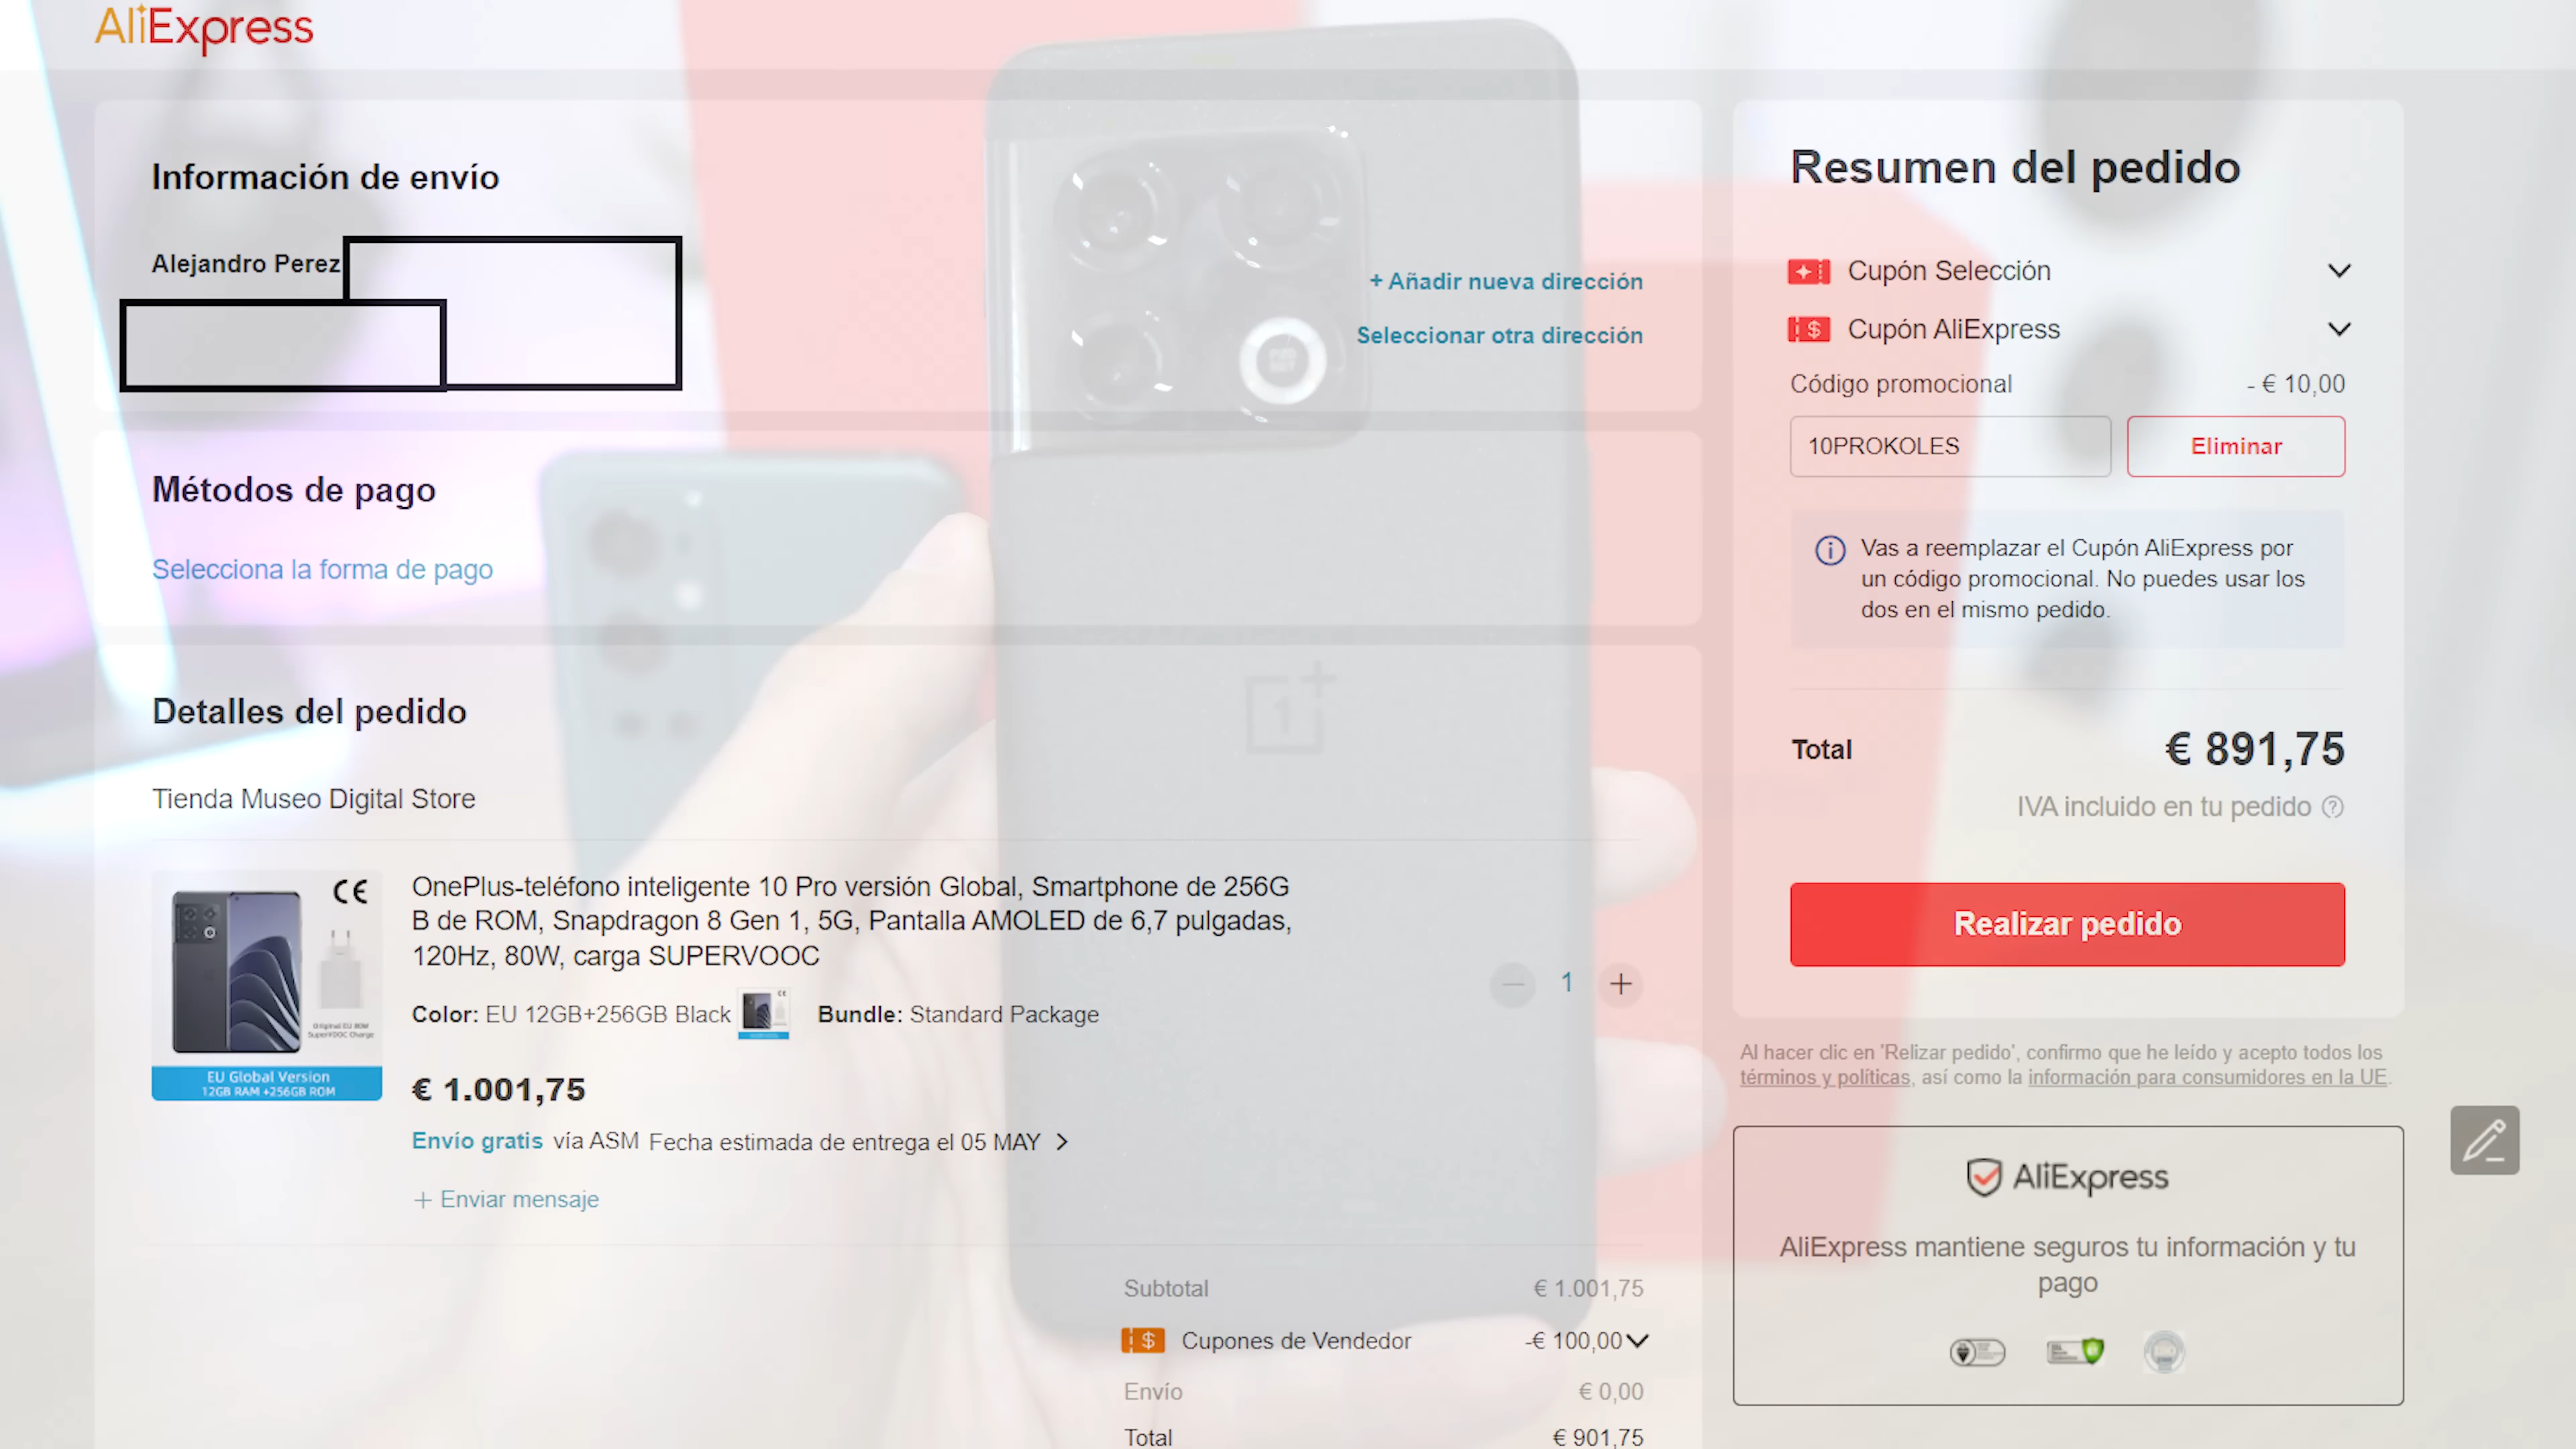 AliExpress
Información de envío
Alejandro Perez
+ Añadir nueva dirección
Seleccionar otra dirección
Métodos de pago
Selecciona la forma de pago
Detalles del pedido
Tienda Museo Digital Store
CE
Original EU 80W
SuperVOOC Charge
EU Global Version
12GB RAM +256GB ROM
OnePlus-teléfono inteligente 10 Pro versión Global, Smartphone de 256G
B de ROM, Snapdragon 8 Gen 1, 5G, Pantalla AMOLED de 6,7 pulgadas,
120Hz, 80W, carga SUPERVOOC
Color: EU 12GB+256GB Black CE Bundle: Standard Package
1
€ 1.001,75
Envío gratis vía ASM Fecha estimada de entrega el 05 MAY
+ Enviar mensaje
Subtotal € 1.001,75
Cupones de Vendedor -€ 100,00
Envío € 0,00
Total € 901,75
Resumen del pedido
Cupón Selección
Cupón AliExpress
Código promocional - € 10,00
10PROKOLES Eliminar
Vas a reemplazar el Cupón AliExpress por
un código promocional. No puedes usar los
dos en el mismo pedido.
Total € 891,75
IVA incluido en tu pedido
Realizar pedido
Al hacer clic en 'Relizar pedido', confirmo que he leído y acepto todos los
términos y políticas, así como la información para consumidores en la UE.
AliExpress
AliExpress mantiene seguros tu información y tu
pago